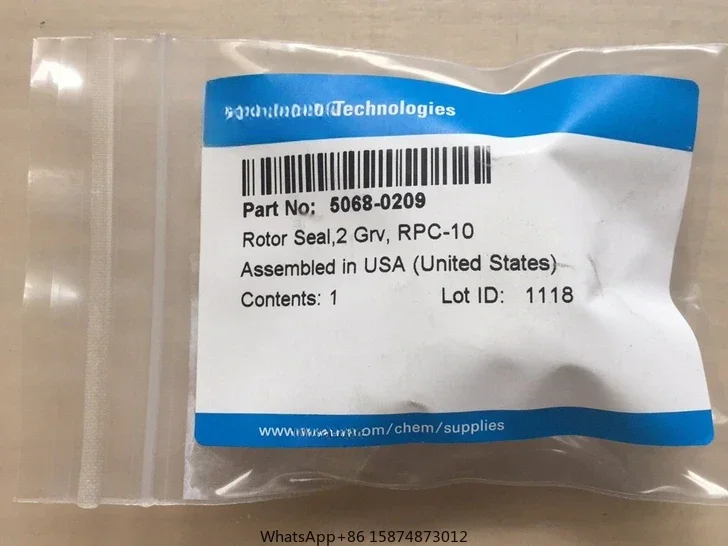 Technologies
Part No: 5068-0209
Rotor Seal,2 Grv, RPC-10
Assembled in USA (United States)
Contents: 1 Lot ID: 1118
www. om/chem/supplies
WhatsApp+86 15874873012